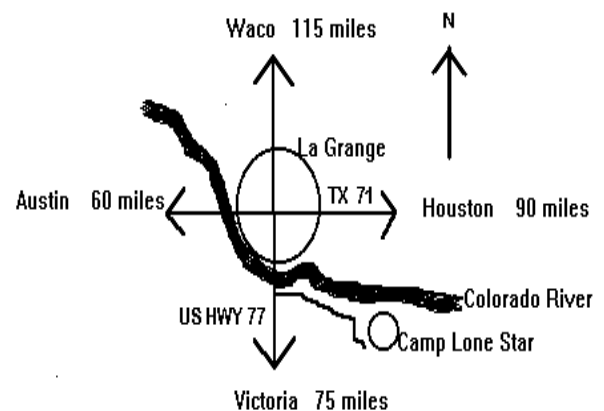 N
Waco 115 miles
La Grange
TX 71
Austin 60 miles
Houston 90 miles
Colorado River
US HWY 77
Camp Lone Star
Victoria 75 miles